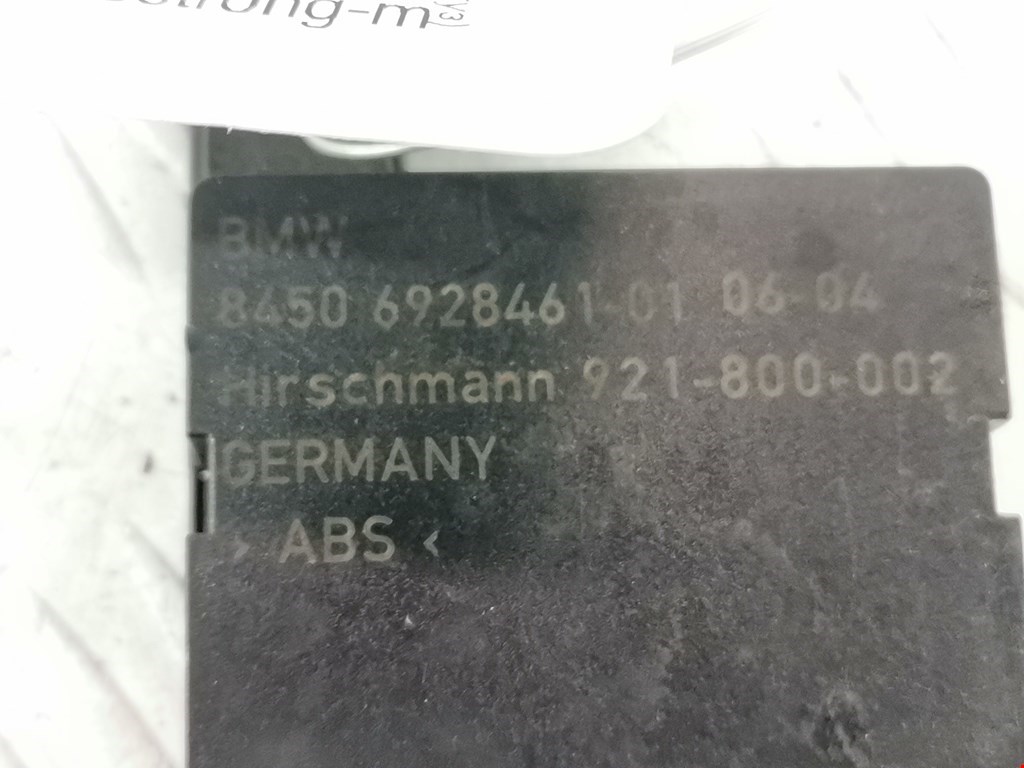 BMW
8450 6928461-01 06-04
Hirschmann 921-800-002
GERMANY
> ABS <